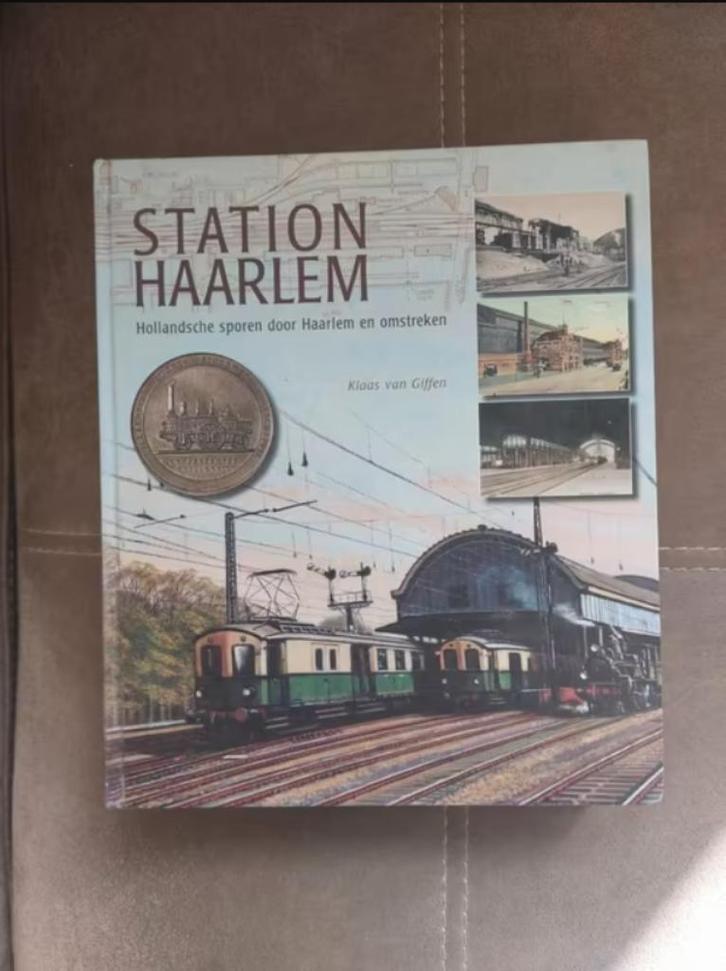 STATION
HAARLEM
Hollandsche sporen door Haarlem en omstreken
Klaas van Giffen